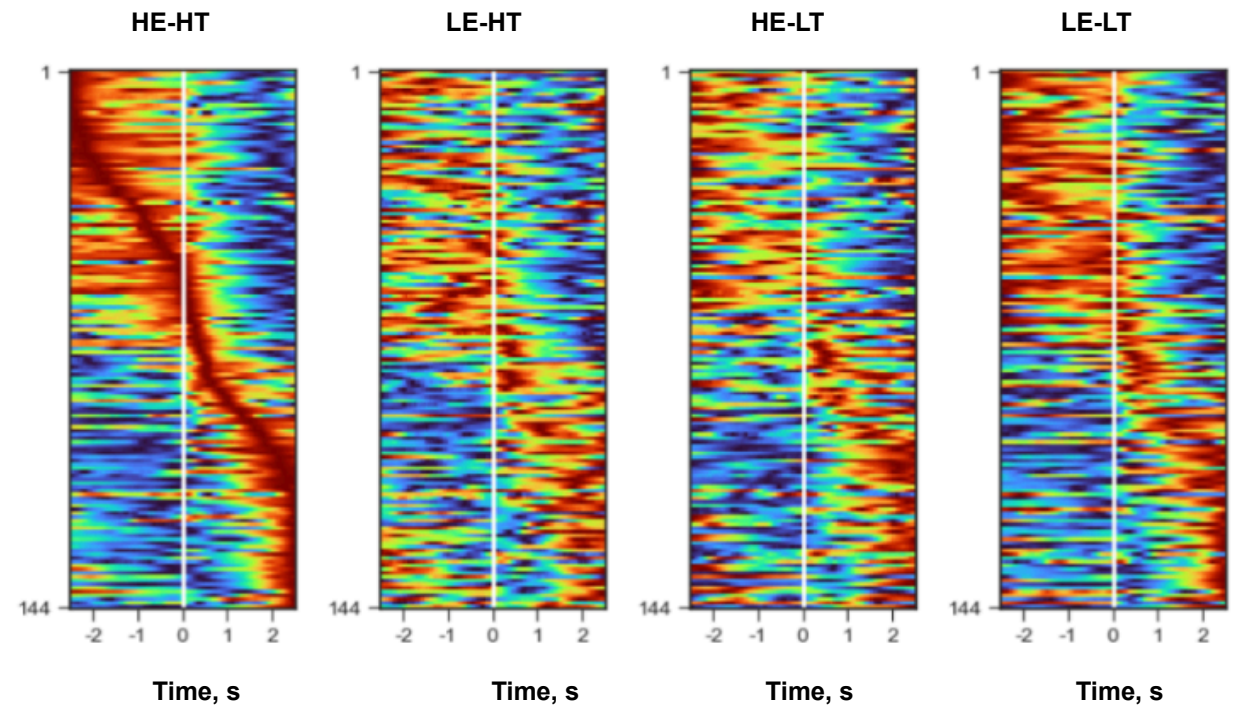 HE-HT LE-HT HE-LT LE-LT
1 1 1 1
144 144 144 144
-2 -1 0 1 2 -2 -1 0 1 2 -2 -1 0 1 2 -2 -1 0 1 2
Time, s Time, s Time, s Time, s